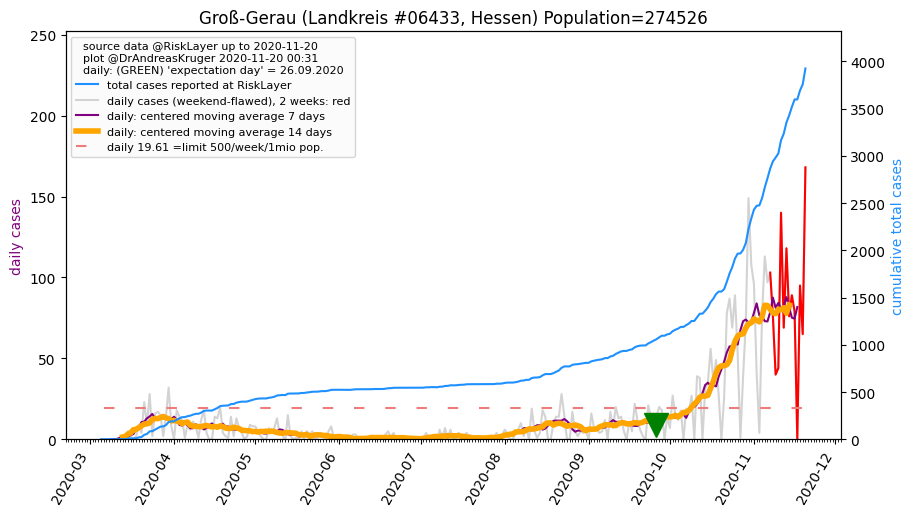 Groß-Gerau (Landkreis #06433, Hessen) Population=274526
source data @RiskLayer up to 2020-11-20
plot @DrAndreasKruger 2020-11-20 00:31
daily: (GREEN) 'expectation day' = 26.09.2020
total cases reported at RiskLayer
daily cases (weekend-flawed), 2 weeks: red
daily: centered moving average 7 days
daily: centered moving average 14 days
daily 19.61 =limit 500/week/1mio pop.
daily cases
250
200
150
100
50
0
cumulative total cases
4000
3500
3000
2500
2000
1500
1000
500
0
2020-03
2020-04
2020-05
2020-06
2020-07
2020-08
2020-09
2020-10
2020-11
2020-12